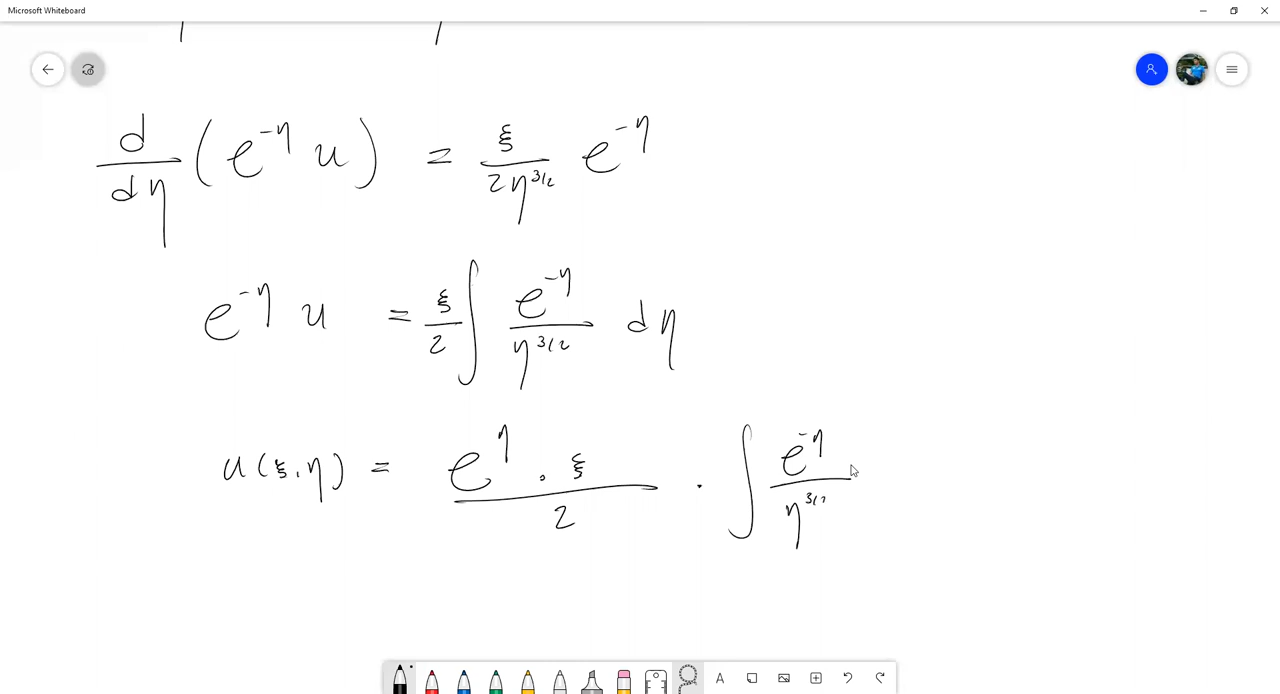 Microsoft Whiteboard
d/dη (e^{-η} u) = ξ/(2η^{3/2}) e^{-η}
e^{-η} u = ξ/2 ∫ e^{-η}/η^{3/2} dη
u(ξ,η) = (e^{η} · ξ)/2 · ∫ e^{-η}/η^{3/2}
A